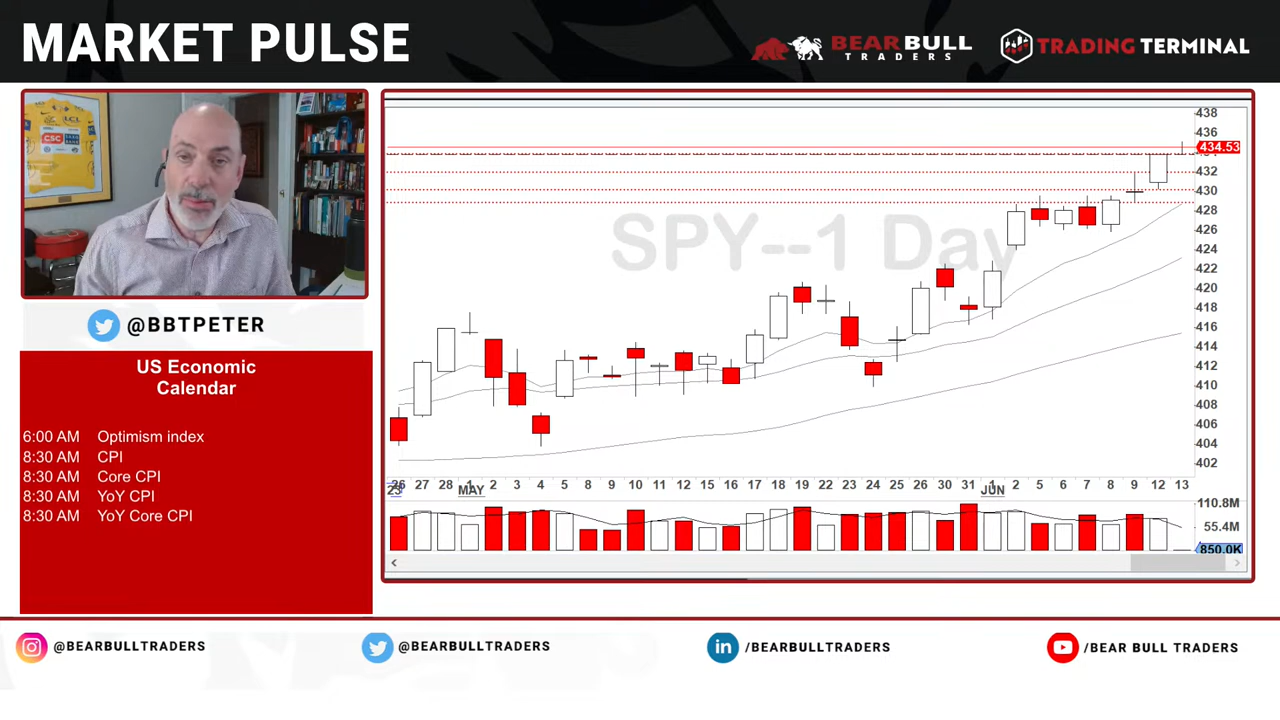 MARKET PULSE
BEAR BULL
TRADERS
TRADING TERMINAL
LCL
CSC
@BBTPETER
US Economic
Calendar
6:00 AM Optimism index
8:30 AM CPI
8:30 AM Core CPI
8:30 AM YoY CPI
8:30 AM YoY Core CPI
SPY--1 Day
438
436
434.53
432
430
428
426
424
422
420
418
416
414
412
410
408
406
404
402
26 27 28 1 2 3 4 5 8 9 10 11 12 15 16 17 18 19 22 23 24 25 26 30 31 1 2 5 6 7 8 9 12 13
23 MAY JUN
110.8M
55.4M
850.0K
@BEARBULLTRADERS
@BEARBULLTRADERS
/BEARBULLTRADERS
/BEAR BULL TRADERS